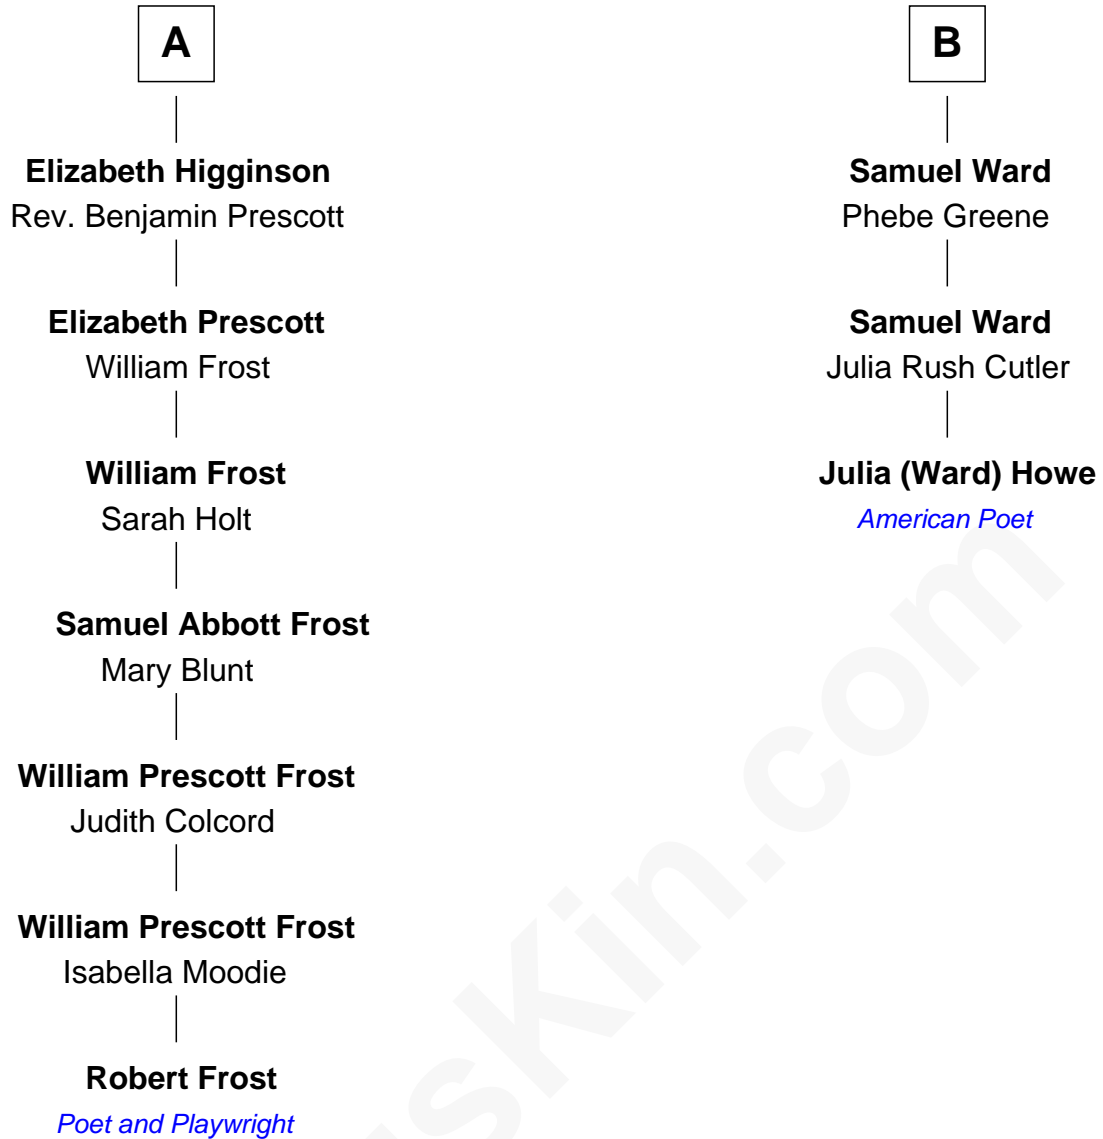 A
Elizabeth Higginson
Rev. Benjamin Prescott
Elizabeth Prescott
William Frost
William Frost
Sarah Holt
Samuel Abbott Frost
Mary Blunt
William Prescott Frost
Judith Colcord
William Prescott Frost
Isabella Moodie
Robert Frost
Poet and Playwright
B
Samuel Ward
Phebe Greene
Samuel Ward
Julia Rush Cutler
Julia (Ward) Howe
American Poet
sKin.com